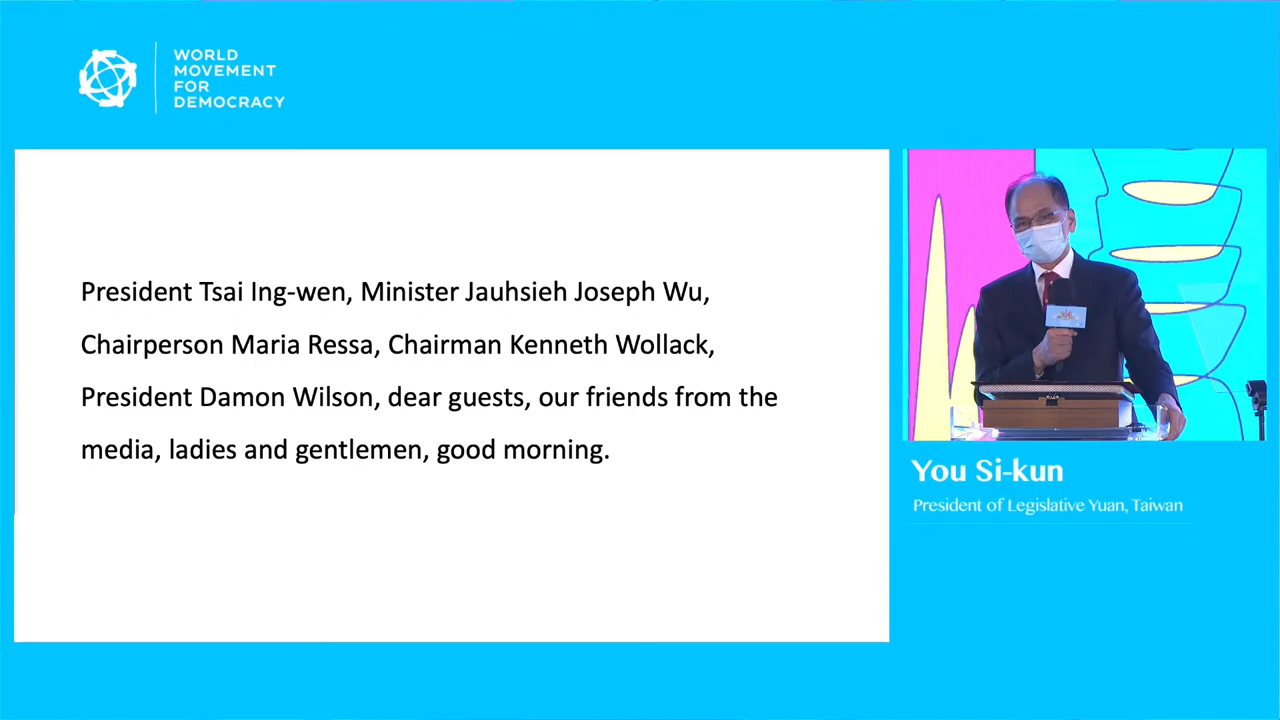 WORLD
MOVEMENT
FOR
DEMOCRACY
President Tsai Ing-wen, Minister Jauhsieh Joseph Wu,
Chairperson Maria Ressa, Chairman Kenneth Wollack,
President Damon Wilson, dear guests, our friends from the
media, ladies and gentlemen, good morning.
You Si-kun
President of Legislative Yuan, Taiwan